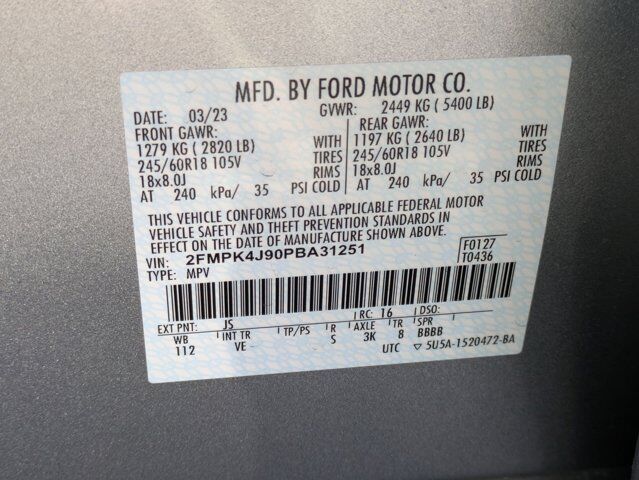 MFD. BY FORD MOTOR CO.
DATE: 03/23 GVWR: 2449 KG ( 5400 LB)
FRONT GAWR: REAR GAWR:
1279 KG ( 2820 LB) WITH 1197 KG ( 2640 LB) WITH
245/60R18 105V TIRES 245/60R18 105V TIRES
18x8.0J RIMS 18x8.0J RIMS
AT 240 kPa/ 35 PSI COLD AT 240 kPa/ 35 PSI COLD
THIS VEHICLE CONFORMS TO ALL APPLICABLE FEDERAL MOTOR
VEHICLE SAFETY AND THEFT PREVENTION STANDARDS IN
EFFECT ON THE DATE OF MANUFACTURE SHOWN ABOVE.
VIN: 2FMPK4J90PBA31251 F0127
TYPE: MPV T0436
EXT PNT: JS RC: 16 DSO:
WB INT TR TP/PS R AXLE TR SPR
112 VE S 3K 8 BBBB
UTC ▽5U5A-1520472-BA